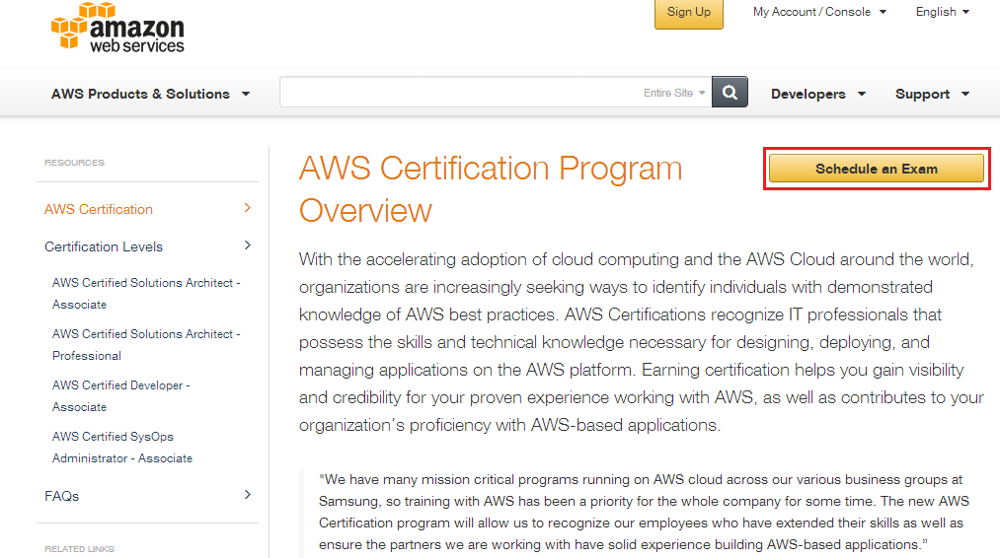 amazon
web services
Sign Up
My Account / Console
English
AWS Products & Solutions
Entire Site
Developers
Support
RESOURCES
AWS Certification
Certification Levels
AWS Certified Solutions Architect -
Associate
AWS Certified Solutions Architect -
Professional
AWS Certified Developer -
Associate
AWS Certified SysOps
Administrator - Associate
FAQs
RELATED LINKS
AWS Certification Program
Overview
Schedule an Exam
With the accelerating adoption of cloud computing and the AWS Cloud around the world,
organizations are increasingly seeking ways to identify individuals with demonstrated
knowledge of AWS best practices. AWS Certifications recognize IT professionals that
possess the skills and technical knowledge necessary for designing, deploying, and
managing applications on the AWS platform. Earning certification helps you gain visibility
and credibility for your proven experience working with AWS, as well as contributes to your
organization’s proficiency with AWS-based applications.
"We have many mission critical programs running on AWS cloud across our various business groups at
Samsung, so training with AWS has been a priority for the whole company for some time. The new AWS
Certification program will allow us to recognize our employees who have extended their skills as well as
ensure the partners we are working with have solid experience building AWS-based applications.”